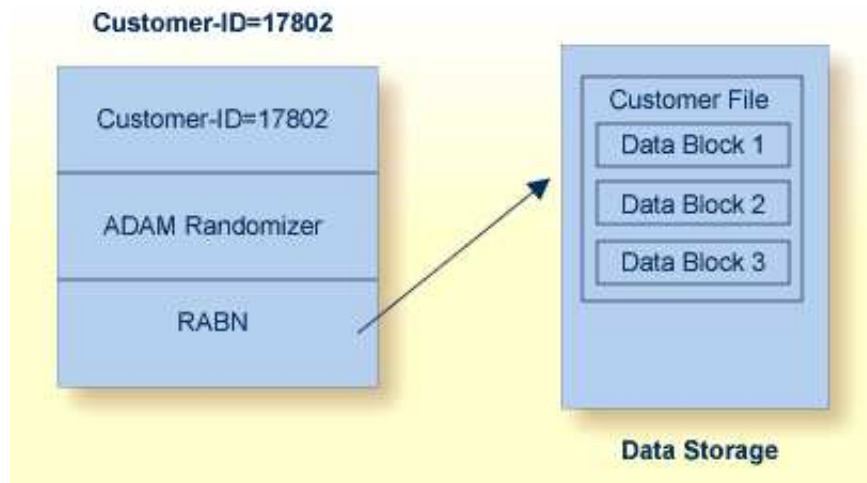 Customer-ID=17802
Customer-ID=17802
ADAM Randomizer
RABN
Customer File
Data Block 1
Data Block 2
Data Block 3
Data Storage